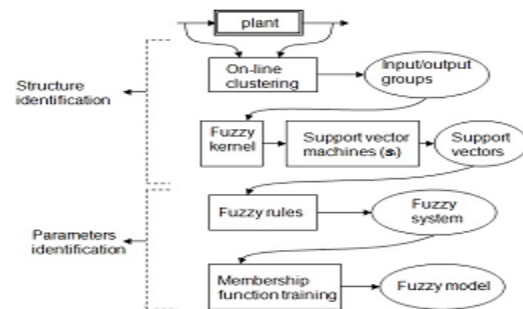 plant
On-line
clustering
Input/output
groups
Structure
identification
Fuzzy
kernel
Support vector
machines (sᵢ)
Support
vectors
Fuzzy rules
Fuzzy
system
Parameters
identification
Membership
function training
Fuzzy model